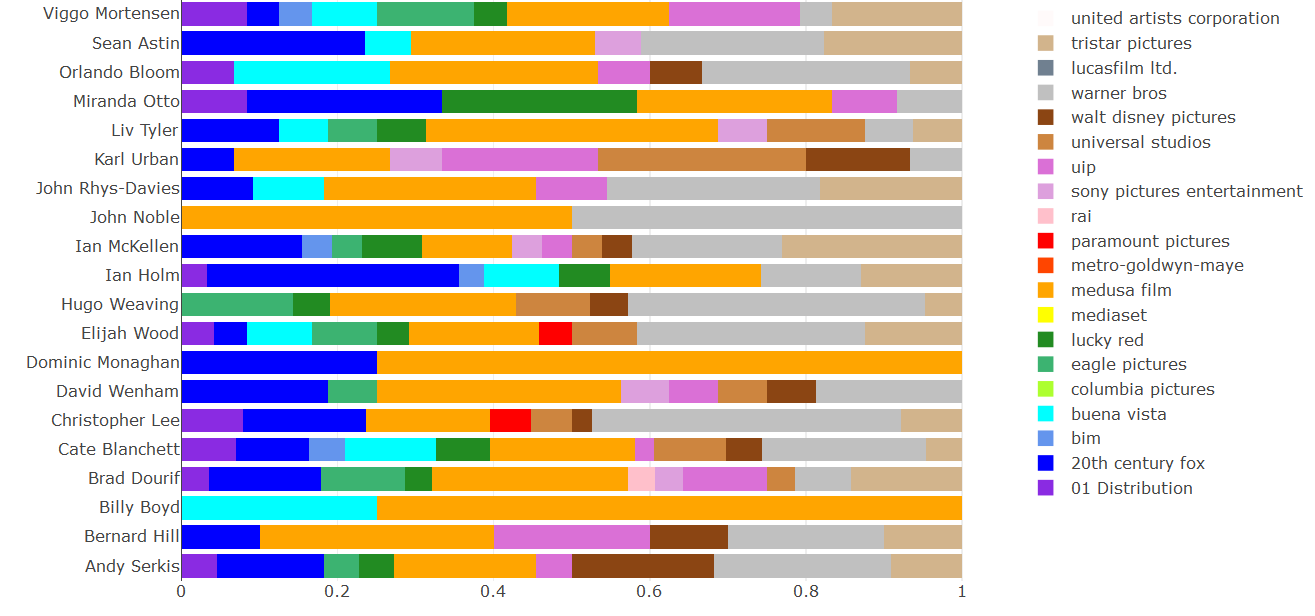 Viggo Mortensen
Sean Astin
Orlando Bloom
Miranda Otto
Liv Tyler
Karl Urban
John Rhys-Davies
John Noble
Ian McKellen
Ian Holm
Hugo Weaving
Elijah Wood
Dominic Monaghan
David Wenham
Christopher Lee
Cate Blanchett
Brad Dourif
Billy Boyd
Bernard Hill
Andy Serkis
0 0.2 0.4 0.6 0.8 1
united artists corporation
tristar pictures
lucasfilm ltd.
warner bros
walt disney pictures
universal studios
uip
sony pictures entertainment
rai
paramount pictures
metro-goldwyn-maye
medusa film
mediaset
lucky red
eagle pictures
columbia pictures
buena vista
bim
20th century fox
01 Distribution